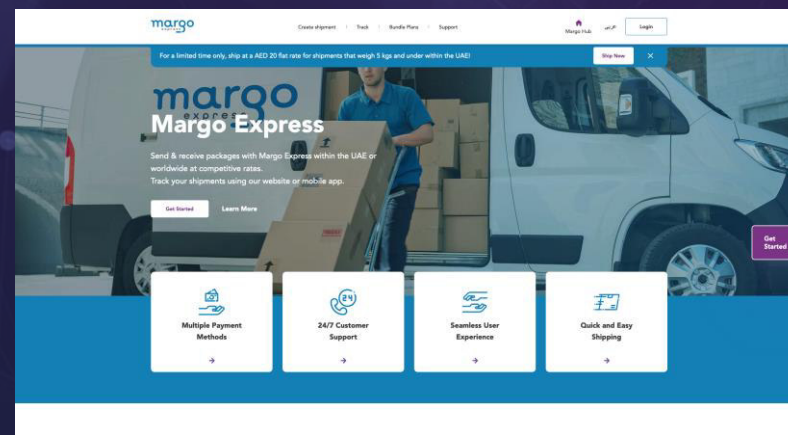 margo
express
Create shipment
Track
Bundle Plans
Support
Margo Hub
عربي
Login
For a limited time only, ship at a AED 20 flat rate for shipments that weigh 5 kgs and under within the UAE!
Ship Now
margo
express
Margo Express
Send & receive packages with Margo Express within the UAE or
worldwide at competitive rates.
Track your shipments using our website or mobile app.
Get Started
Learn More
Get
Started
Multiple Payment
Methods
24
24/7 Customer
Support
Seamless User
Experience
Quick and Easy
Shipping